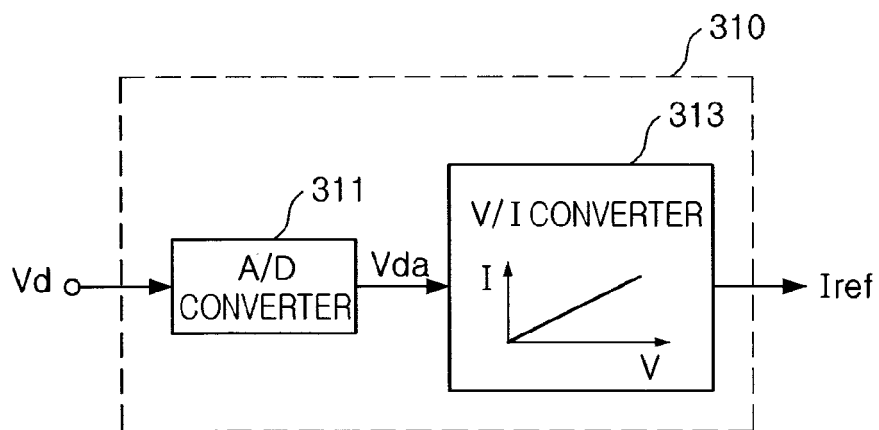 310
313
311
V/I CONVERTER
A/D
CONVERTER
Vd
Vda
I
V
Iref